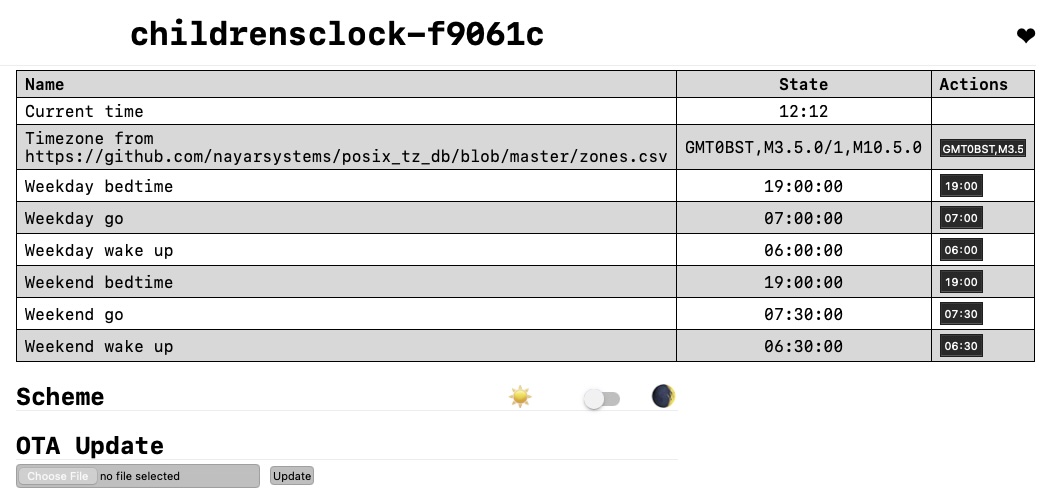 childrensclock-f9061c
Name State Actions
Current time 12:12
Timezone from
https://github.com/nayarsystems/posix_tz_db/blob/master/zones.csv GMT0BST,M3.5.0/1,M10.5.0 GMT0BST,M3.5
Weekday bedtime 19:00:00 19:00
Weekday go 07:00:00 07:00
Weekday wake up 06:00:00 06:00
Weekend bedtime 19:00:00 19:00
Weekend go 07:30:00 07:30
Weekend wake up 06:30:00 06:30
Scheme
OTA Update
Choose File no file selected Update